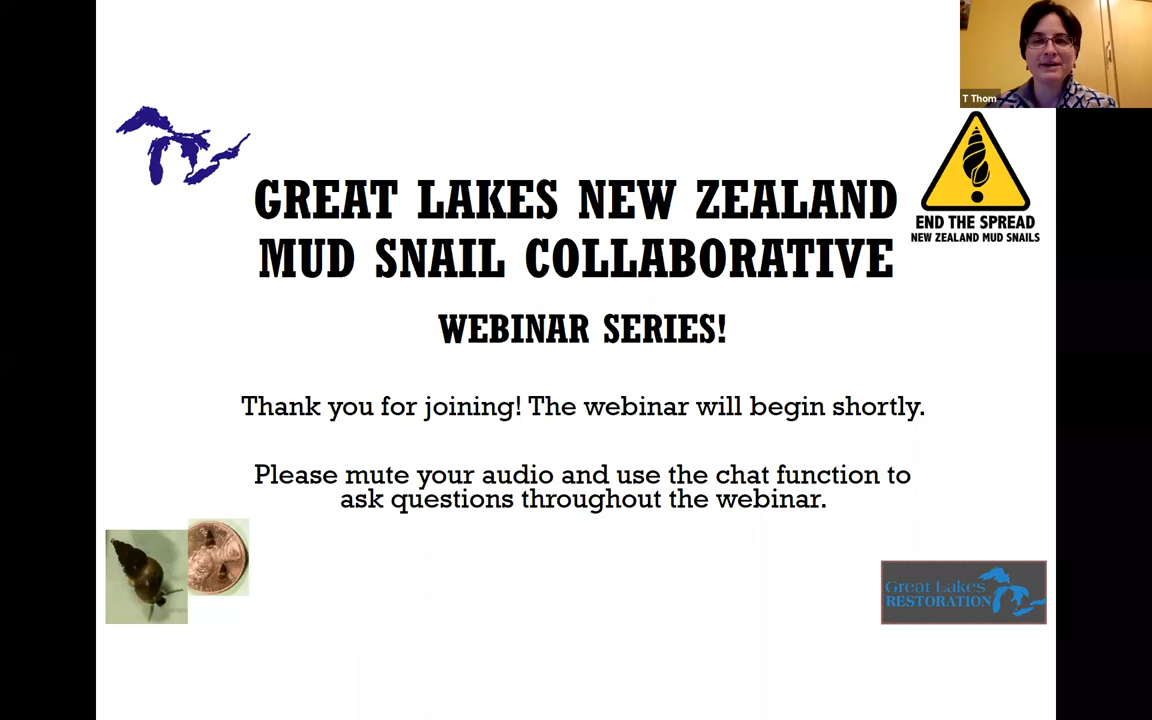 T Thom
END THE SPREAD
NEW ZEALAND MUD SNAILS
GREAT LAKES NEW ZEALAND
MUD SNAIL COLLABORATIVE
WEBINAR SERIES!
Thank you for joining! The webinar will begin shortly.
Please mute your audio and use the chat function to
ask questions throughout the webinar.
Great Lakes
RESTORATION